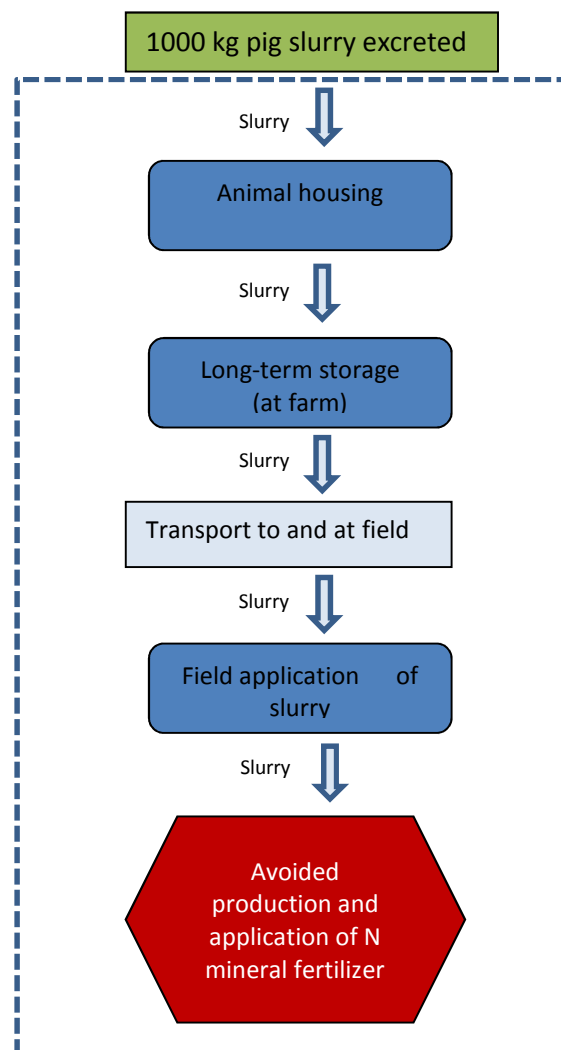 1000 kg pig slurry excreted
Slurry
Animal housing
Slurry
Long-term storage
(at farm)
Slurry
Transport to and at field
Slurry
Field application of
slurry
Slurry
Avoided
production and
application of N
mineral fertilizer